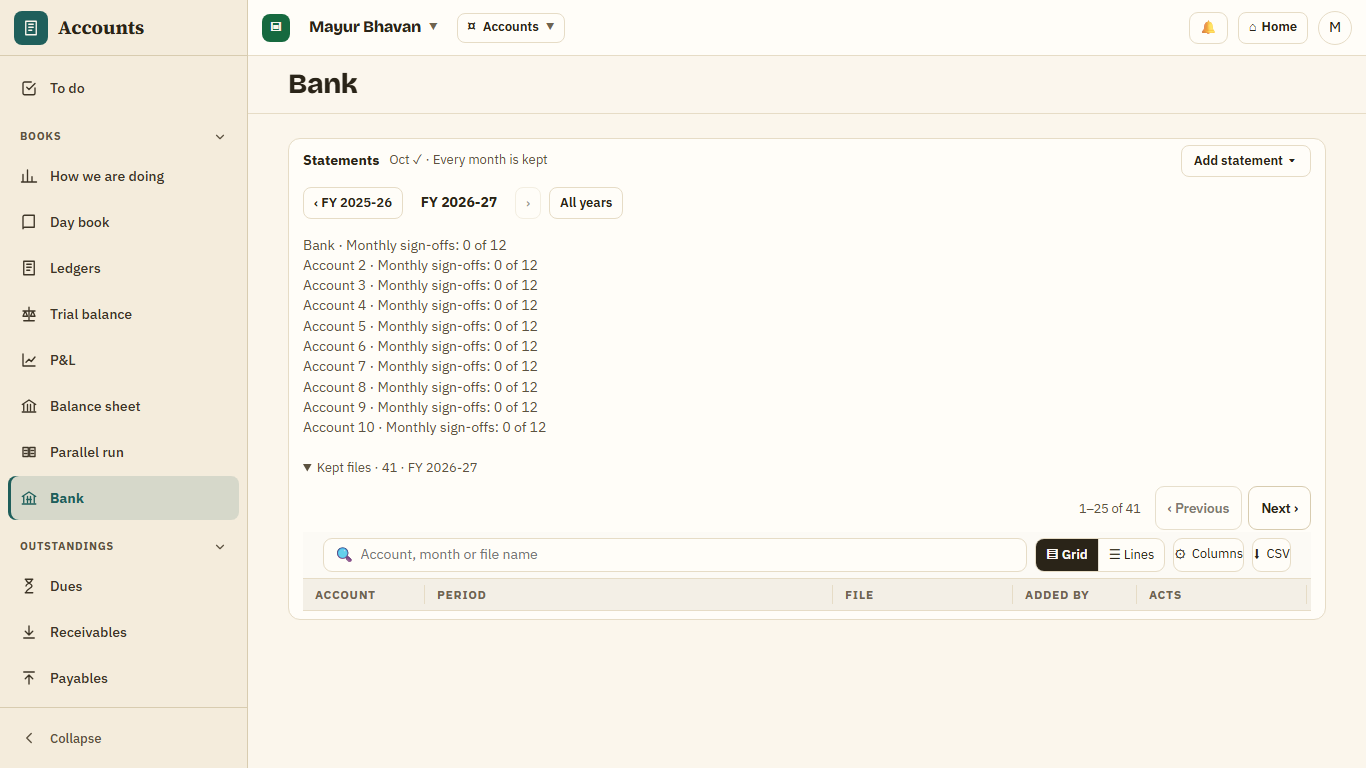 Accounts
Mayur Bhavan ▼
¤ Accounts ▼
⌂ Home
M
To do
BOOKS
How we are doing
Day book
Ledgers
Trial balance
P&L
Balance sheet
Parallel run
Bank
OUTSTANDINGS
Dues
Receivables
Payables
Collapse
Bank
Statements Oct ✓ · Every month is kept
Add statement
‹ FY 2025-26 FY 2026-27 › All years
Bank · Monthly sign-offs: 0 of 12
Account 2 · Monthly sign-offs: 0 of 12
Account 3 · Monthly sign-offs: 0 of 12
Account 4 · Monthly sign-offs: 0 of 12
Account 5 · Monthly sign-offs: 0 of 12
Account 6 · Monthly sign-offs: 0 of 12
Account 7 · Monthly sign-offs: 0 of 12
Account 8 · Monthly sign-offs: 0 of 12
Account 9 · Monthly sign-offs: 0 of 12
Account 10 · Monthly sign-offs: 0 of 12
▼ Kept files · 41 · FY 2026-27
1–25 of 41 ‹ Previous Next ›
Account, month or file name
Grid Lines Columns CSV
ACCOUNT PERIOD FILE ADDED BY ACTS